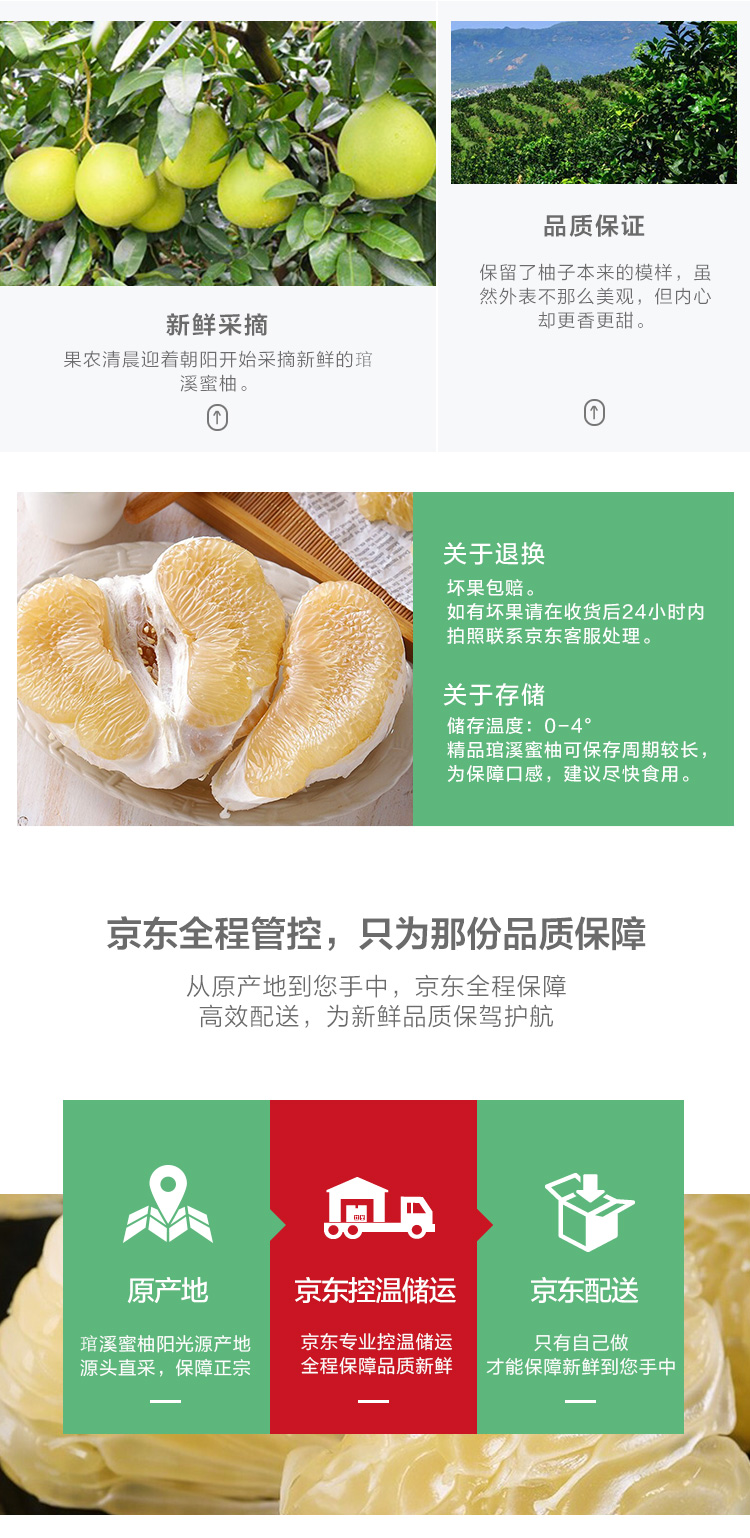 新鲜采摘
果农清晨迎着朝阳开始采摘新鲜的琯
溪蜜柚。
品质保证
保留了柚子本来的模样，虽
然外表不那么美观，但内心
却更香更甜。
关于退换
坏果包赔。
如有坏果请在收货后24小时内
拍照联系京东客服处理。
关于存储
储存温度：0-4°
精品琯溪蜜柚可保存周期较长，
为保障口感，建议尽快食用。
京东全程管控，只为那份品质保障
从原产地到您手中，京东全程保障
高效配送，为新鲜品质保驾护航
原产地
琯溪蜜柚阳光源产地
源头直采，保障正宗
京东控温储运
京东专业控温储运
全程保障品质新鲜
京东配送
只有自己做
才能保障新鲜到您手中